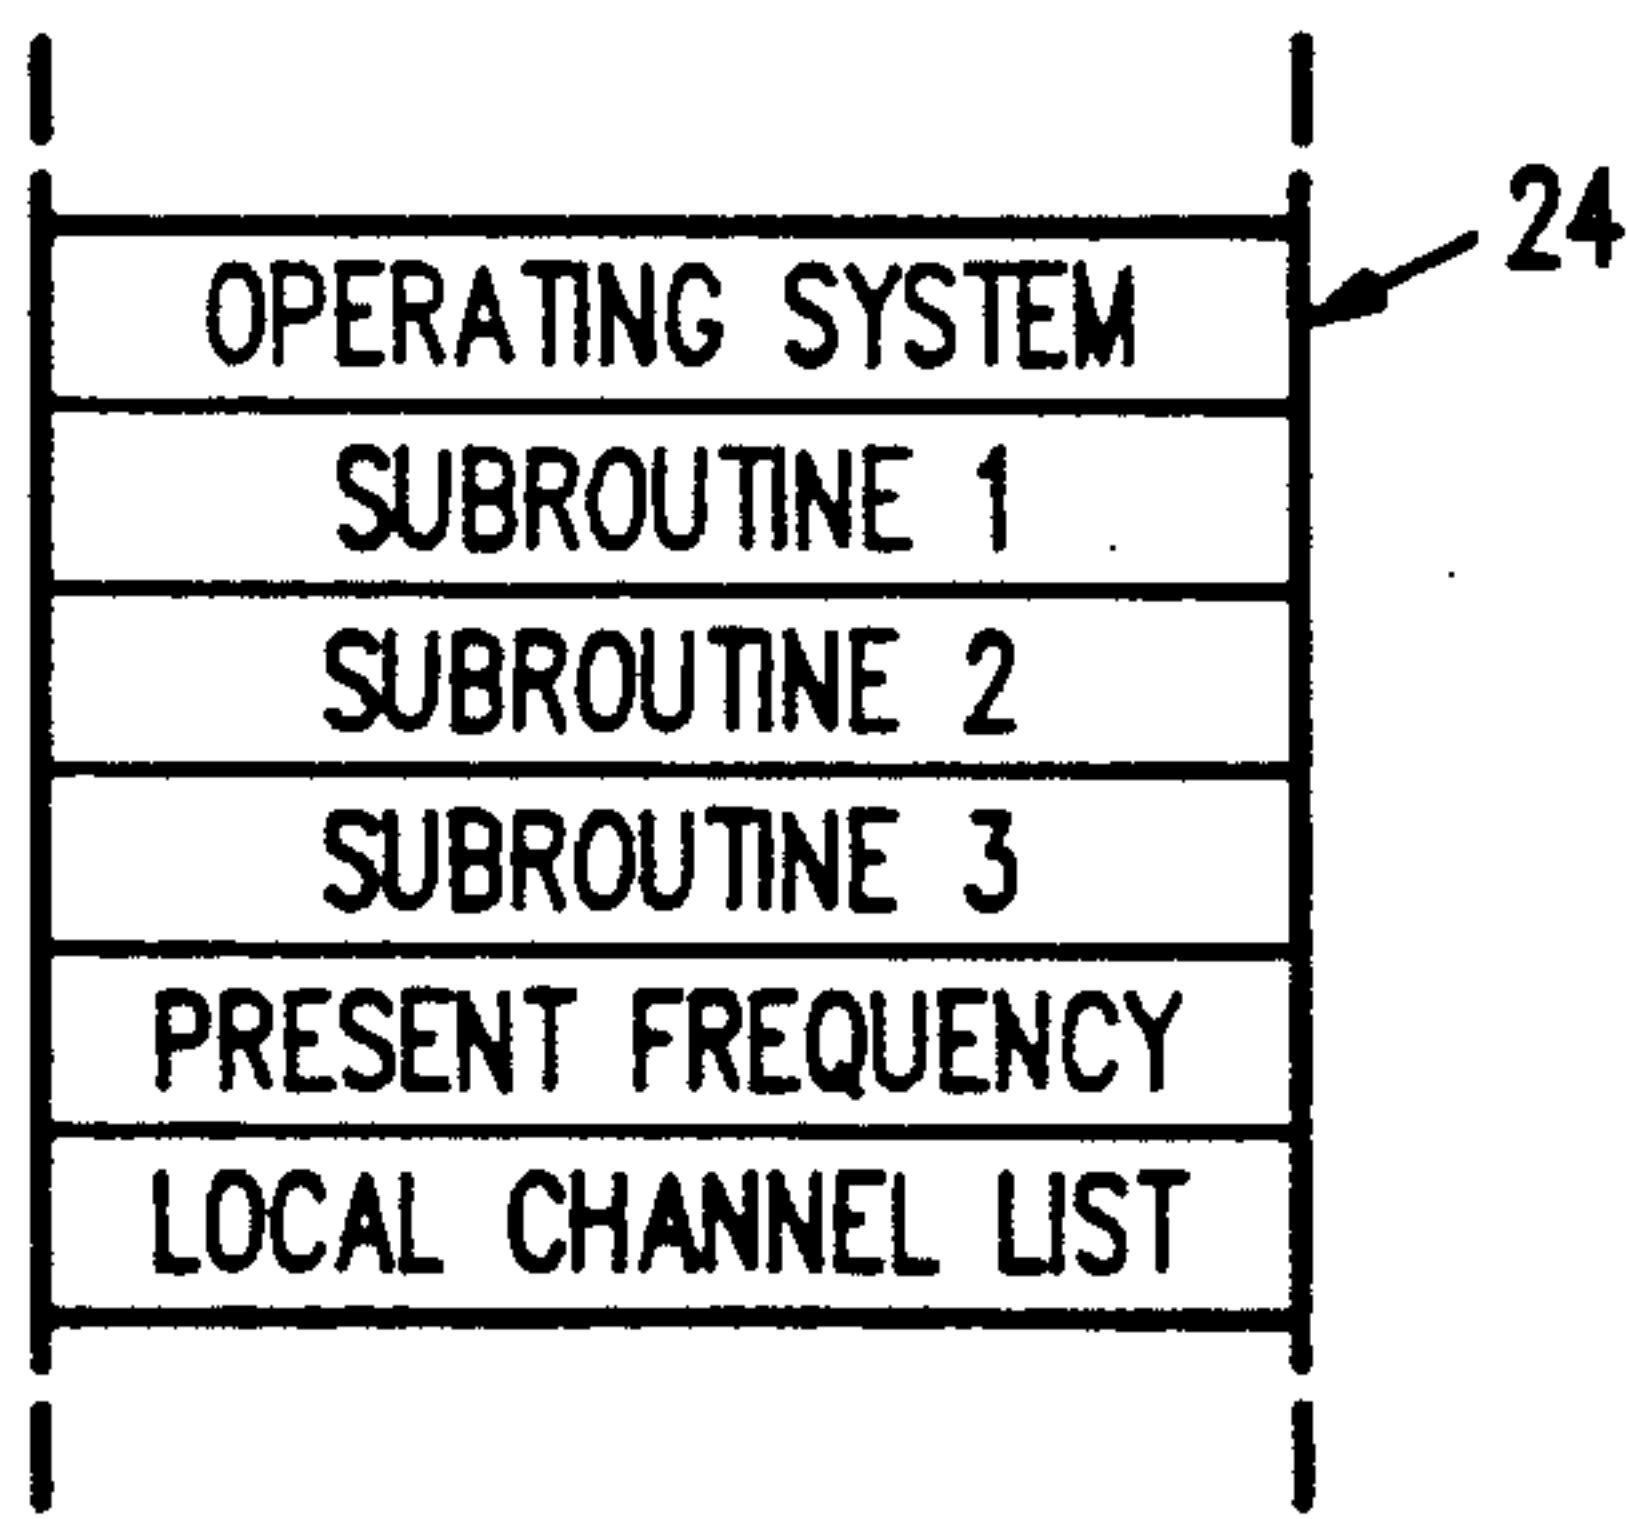 24
OPERATING SYSTEM
SUBROUTINE 1
SUBROUTINE 2
SUBROUTINE 3
PRESENT FREQUENCY
LOCAL CHANNEL LIST